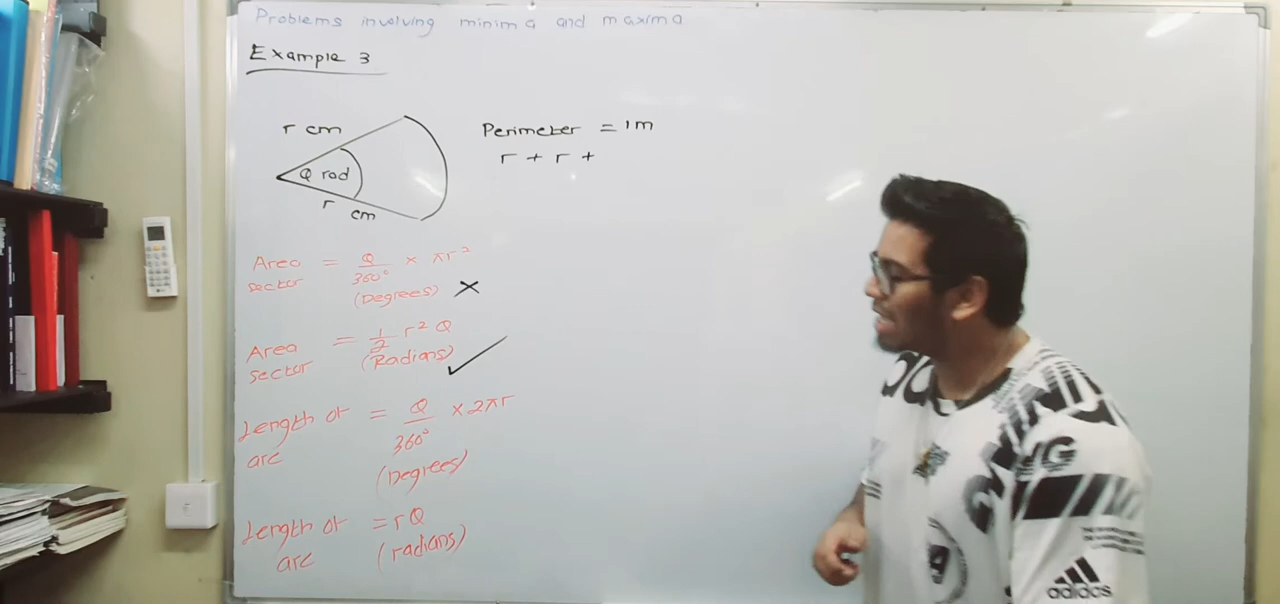 Problems involving minima and maxima
Example 3
r cm
Perimeter = 1m
r + r +
Q rad
r cm
Area sector = Q/360° × πr²
(Degrees) ×
Area sector = 1/2 r² Q
(Radians) ✓
Length of arc = Q/360° × 2πr
(Degrees)
Length of arc = rQ
(radians)
adidas